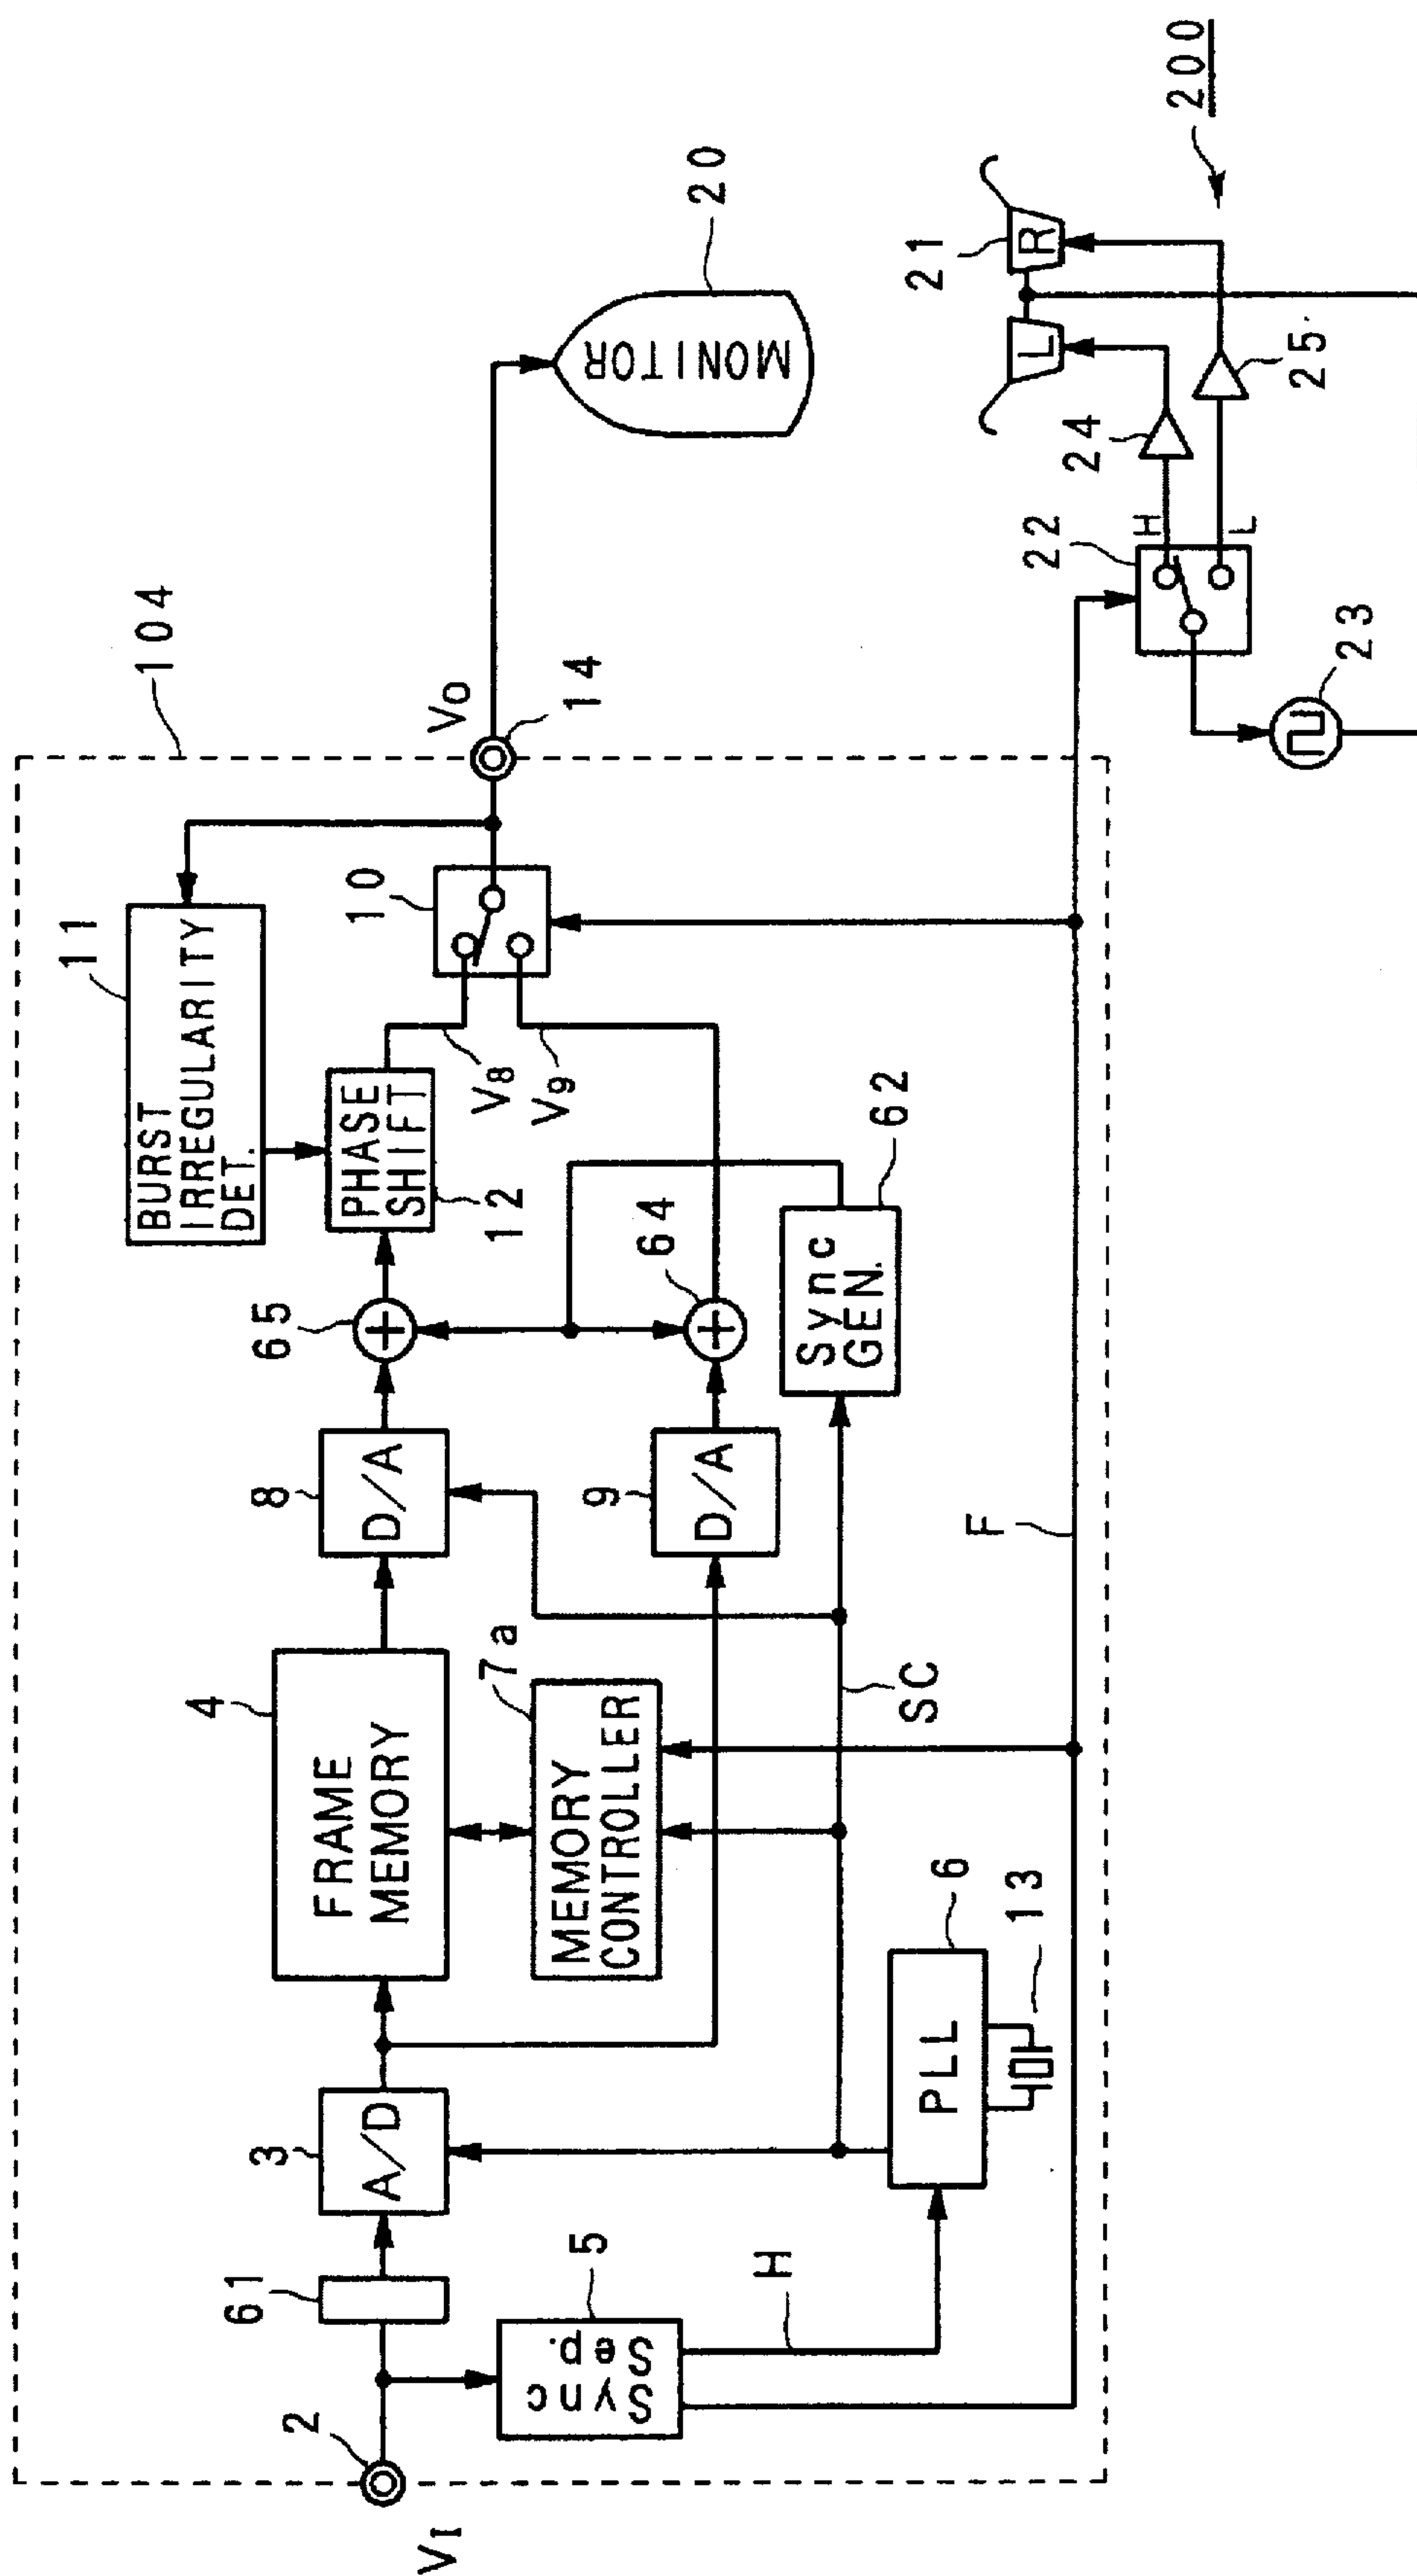 104
11
BURST
IRREGULARITY
DET.
VO
14
20
MONITOR
10
PHASE
SHIFT
12
V8
V9
65
64
62
Sync
GEN.
8
D/A
9
D/A
4
FRAME
MEMORY
7a
MEMORY
CONTROLLER
SC
F
3
A/D
61
2
VI
5
Sync
Sep.
H
6
PLL
13
200
21
L
R
22
H
L
24
25
23